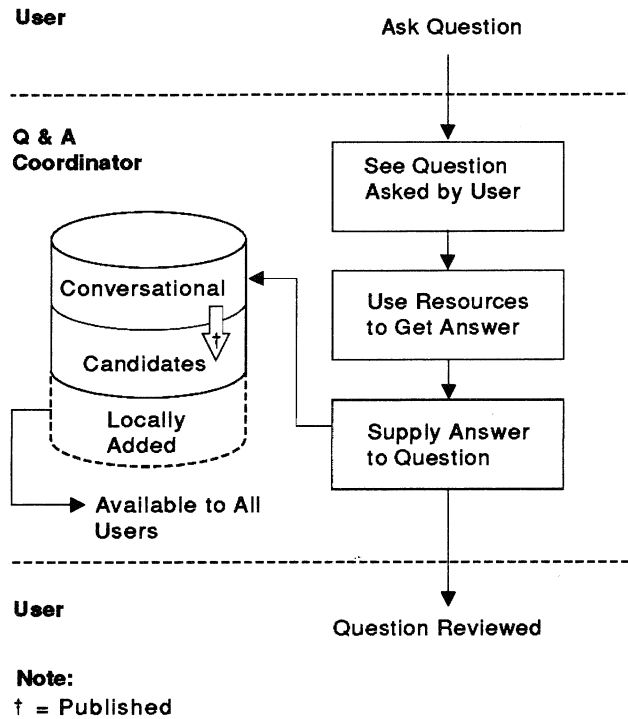 User
Ask Question
Q & A
Coordinator
See Question
Asked by User
Conversational
Use Resources
to Get Answer
†
Candidates
Locally
Added
Supply Answer
to Question
Available to All
Users
User
Question Reviewed
Note:
† = Published